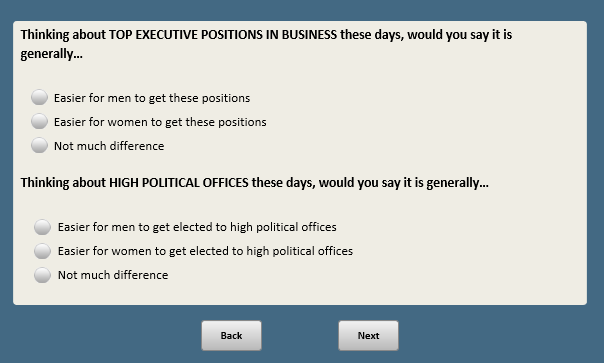 Thinking about TOP EXECUTIVE POSITIONS IN BUSINESS these days, would you say it is
generally...
Easier for men to get these positions
Easier for women to get these positions
Not much difference
Thinking about HIGH POLITICAL OFFICES these days, would you say it is generally...
Easier for men to get elected to high political offices
Easier for women to get elected to high political offices
Not much difference
Back
Next